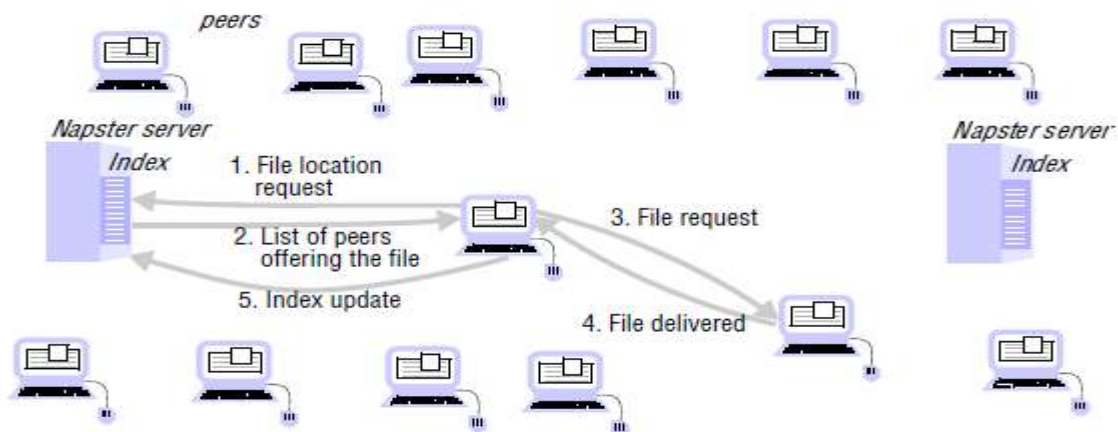 peers
Napster server
Index
Napster server
Index
1. File location
request
3. File request
2. List of peers
offering the file
5. Index update
4. File delivered